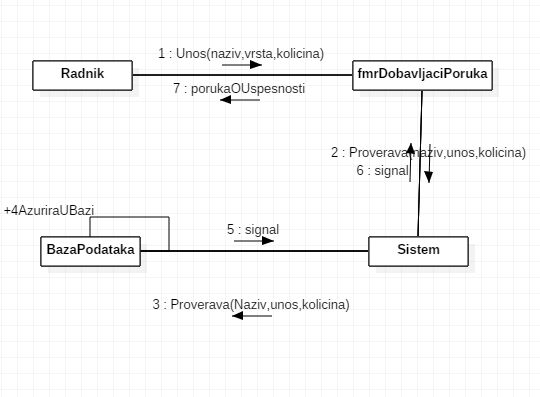 1 : Unos(naziv,vrsta,kolicina)
Radnik
fmrDobavljaciPoruka
7 : porukaOUspesnosti
2 : Proverava(naziv,unos,kolicina)
6 : signal
+4AzuriraUBazi
5 : signal
BazaPodataka
Sistem
3 : Proverava(Naziv,unos,kolicina)